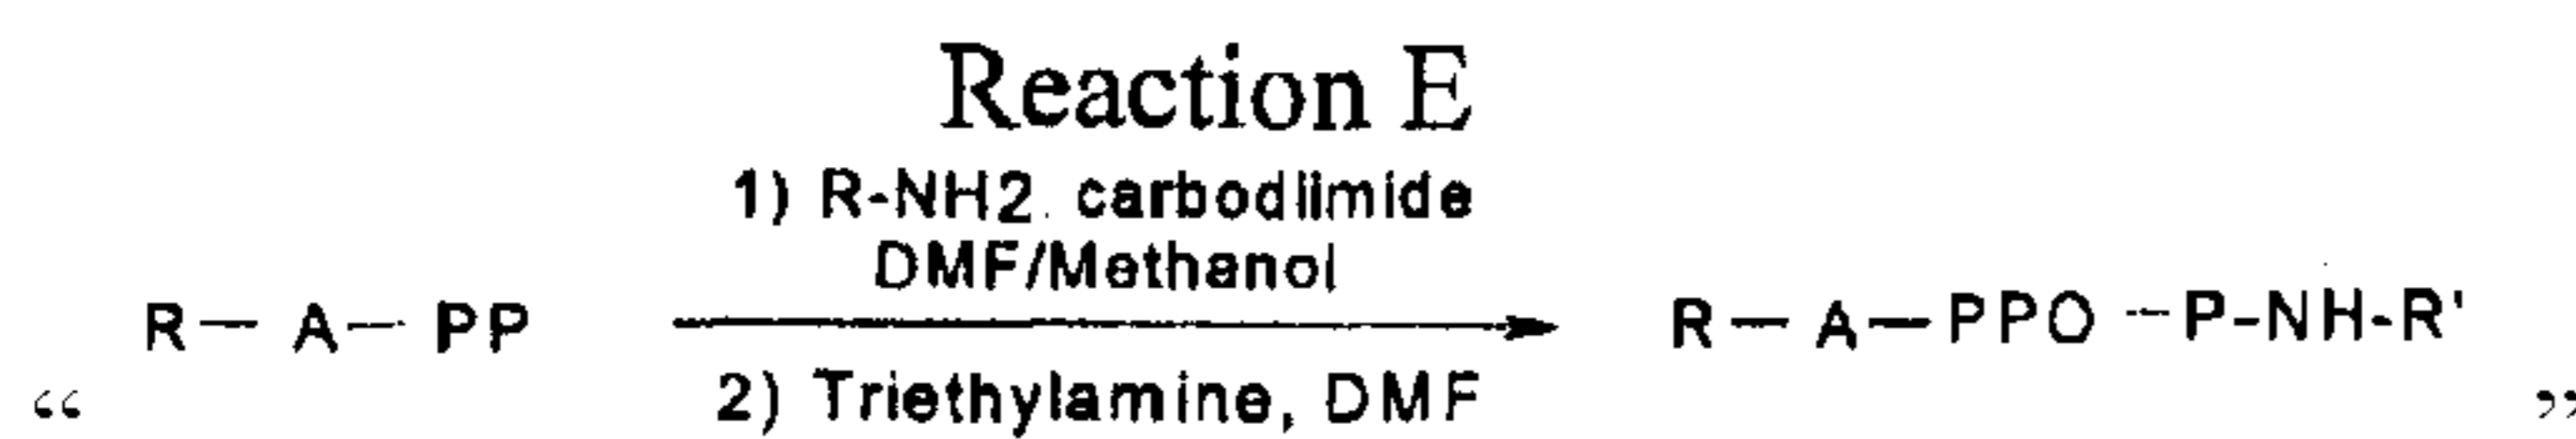 Reaction E
1) R-NH2. carbodlimide
DMF/Methanol
R— A— PP
R— A—PPO -- P-NH-R'
2) Triethylamine, DMF
“ ”